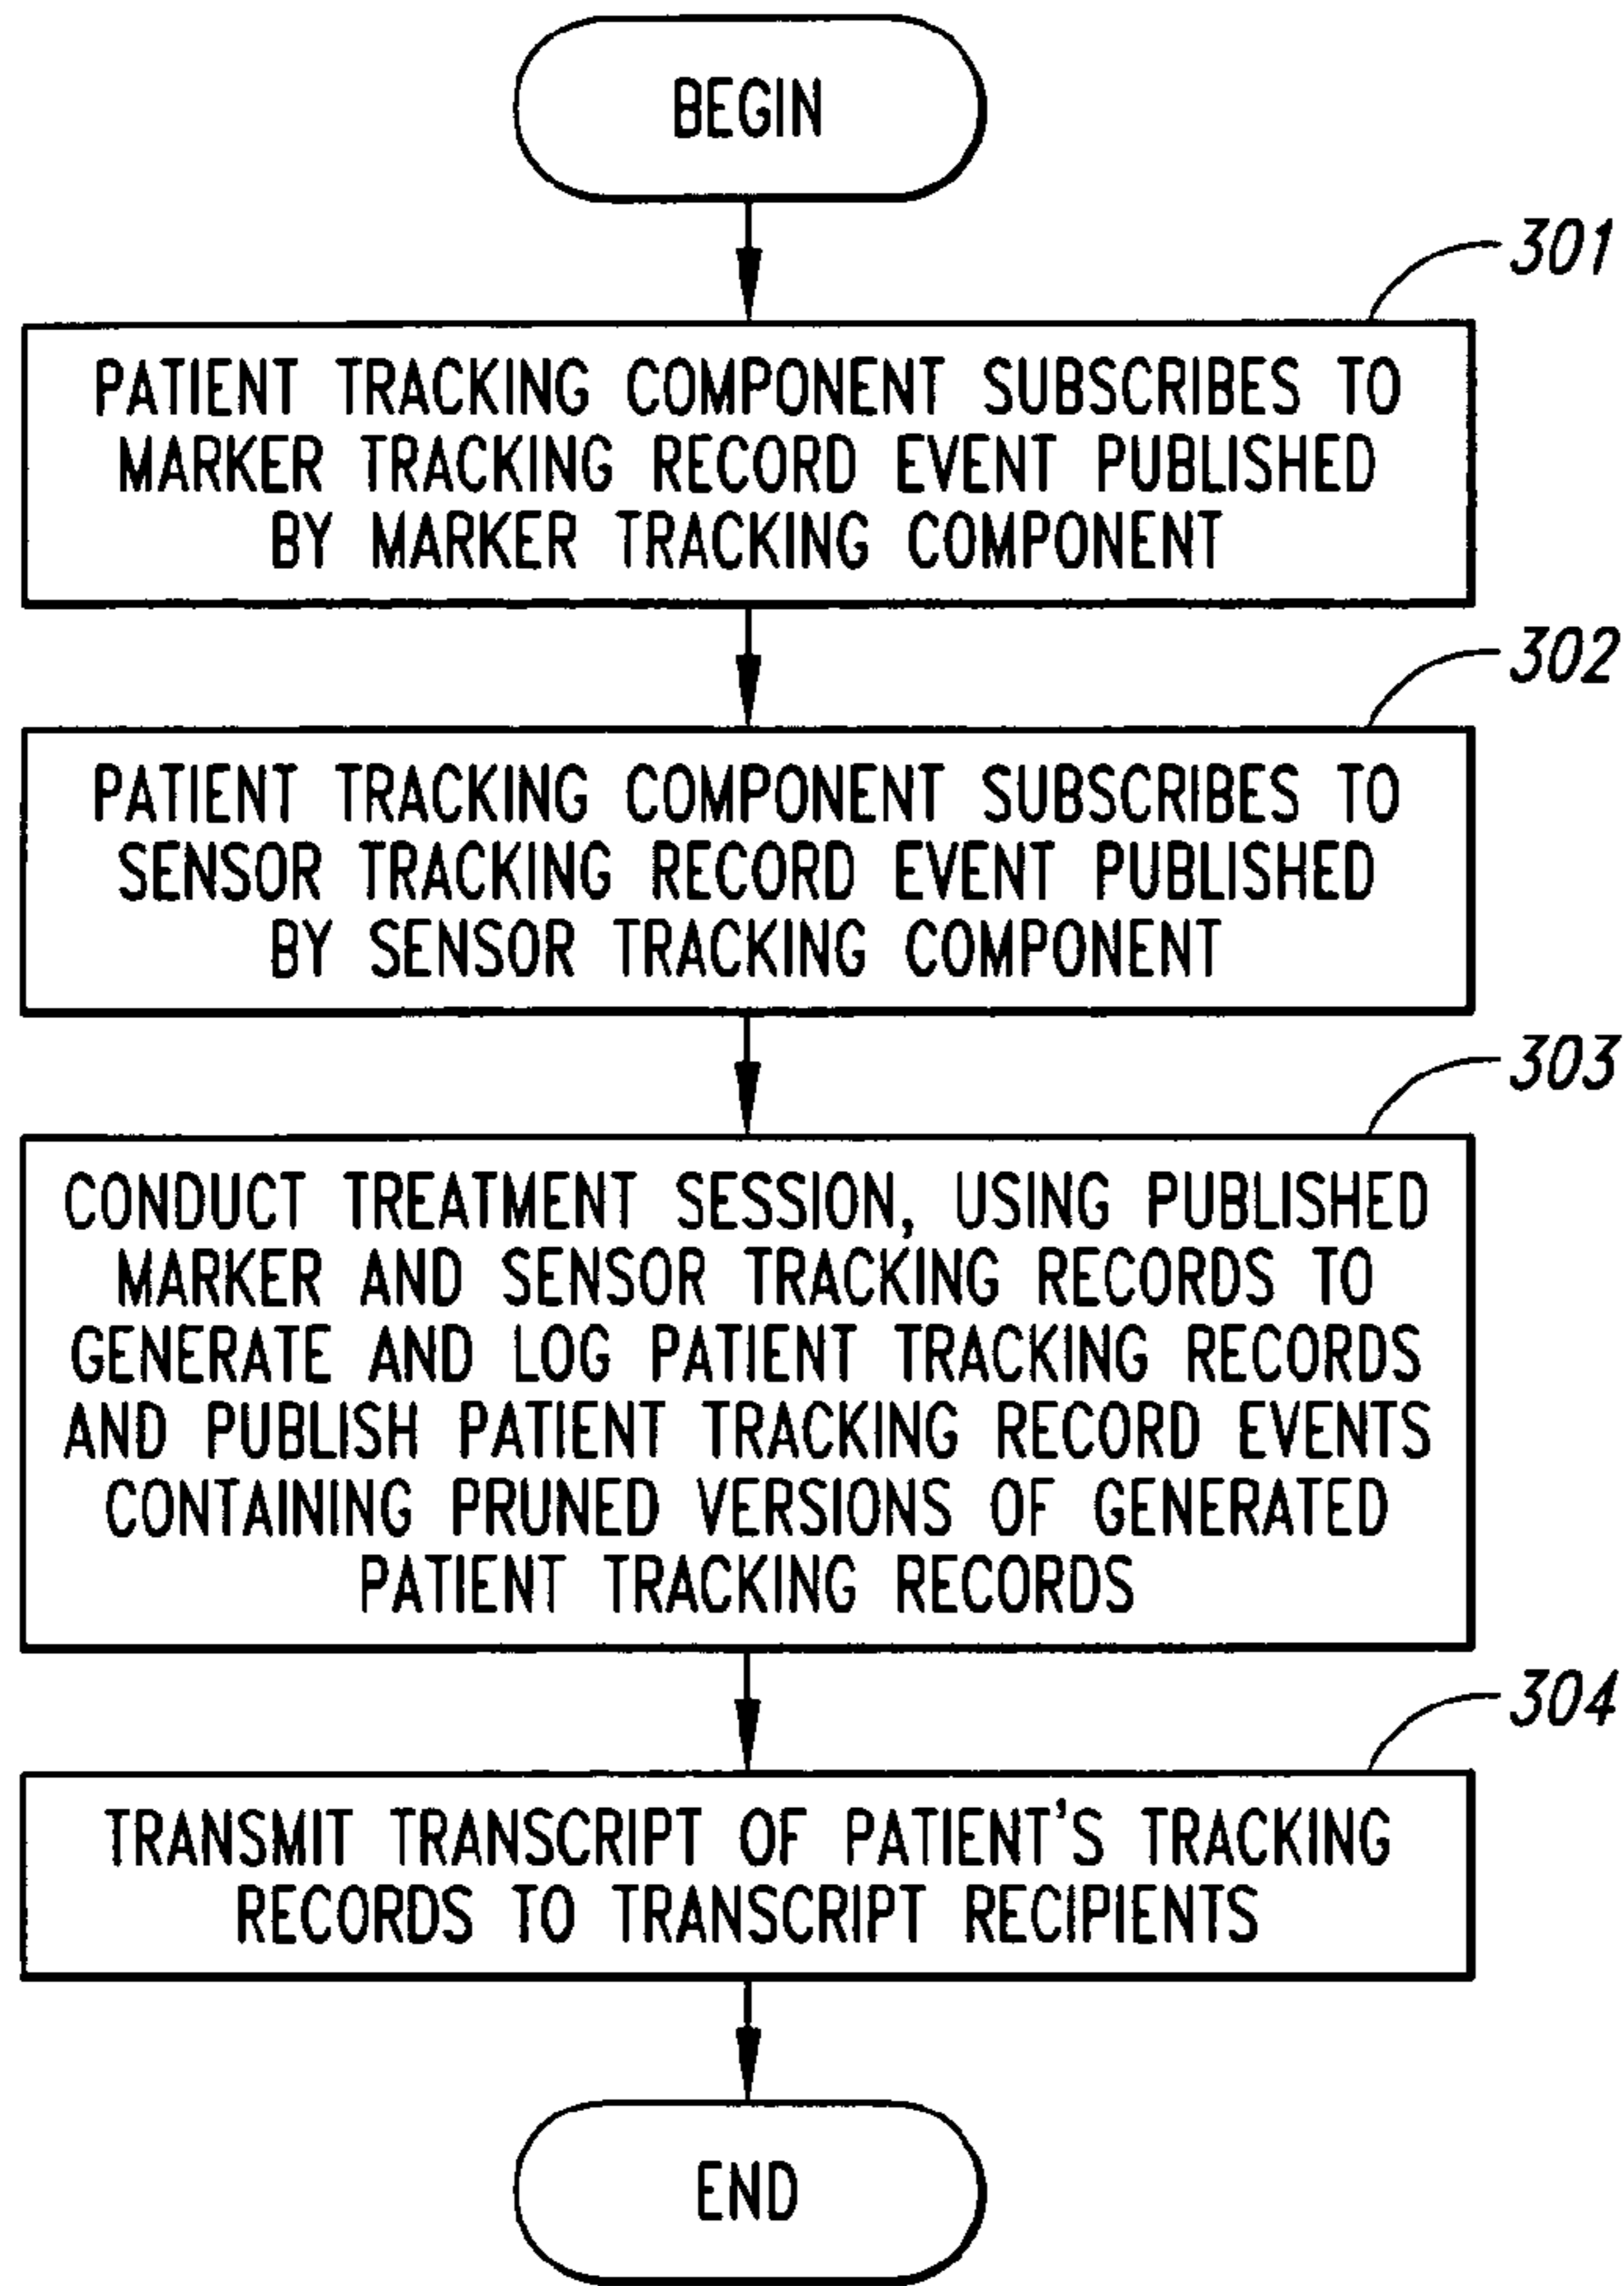 BEGIN
301
PATIENT TRACKING COMPONENT SUBSCRIBES TO
MARKER TRACKING RECORD EVENT PUBLISHED
BY MARKER TRACKING COMPONENT
302
PATIENT TRACKING COMPONENT SUBSCRIBES TO
SENSOR TRACKING RECORD EVENT PUBLISHED
BY SENSOR TRACKING COMPONENT
303
CONDUCT TREATMENT SESSION, USING PUBLISHED
MARKER AND SENSOR TRACKING RECORDS TO
GENERATE AND LOG PATIENT TRACKING RECORDS
AND PUBLISH PATIENT TRACKING RECORD EVENTS
CONTAINING PRUNED VERSIONS OF GENERATED
PATIENT TRACKING RECORDS
304
TRANSMIT TRANSCRIPT OF PATIENT'S TRACKING
RECORDS TO TRANSCRIPT RECIPIENTS
END